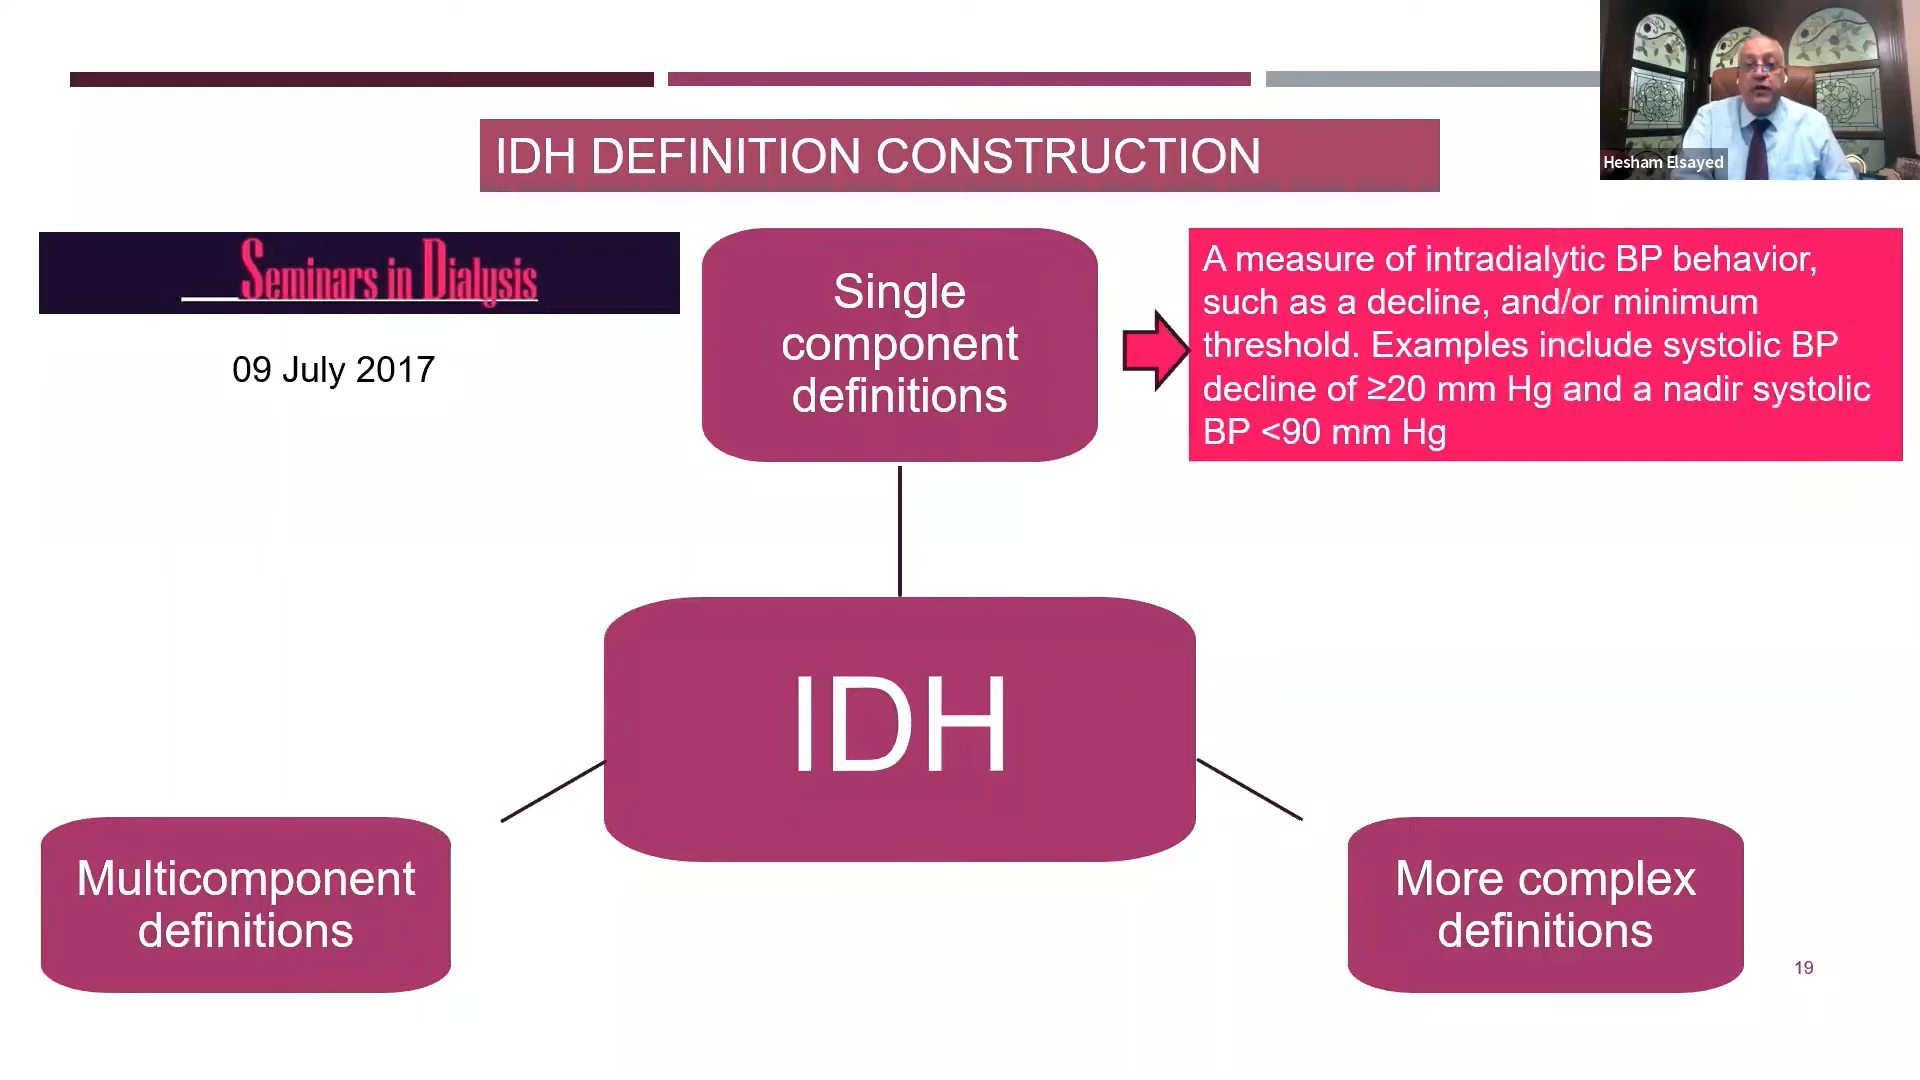 Hesham Elsayed
IDH DEFINITION CONSTRUCTION
Seminars in Dialysis
09 July 2017
Single
component
definitions
A measure of intradialytic BP behavior,
such as a decline, and/or minimum
threshold. Examples include systolic BP
decline of ≥20 mm Hg and a nadir systolic
BP <90 mm Hg
IDH
Multicomponent
definitions
More complex
definitions
19